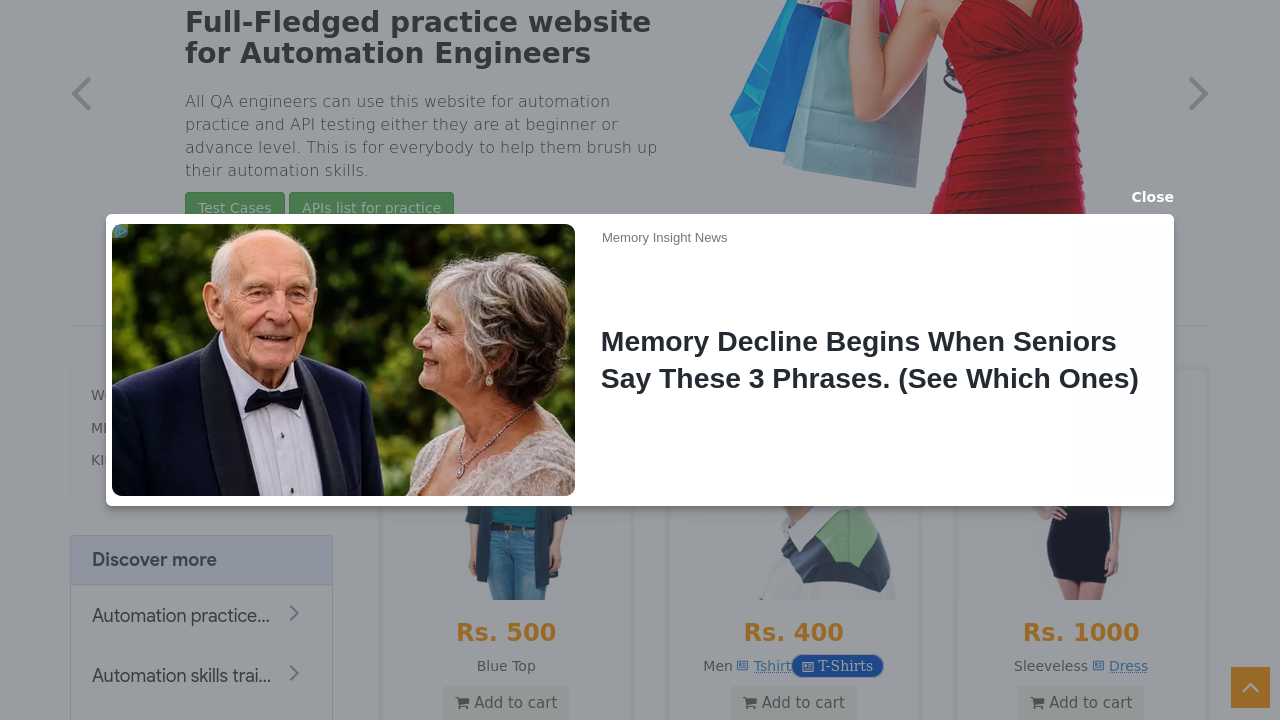 Full-Fledged practice website
for Automation Engineers
All QA engineers can use this website for automation
practice and API testing either they are at beginner or
advance level. This is for everybody to help them brush up
their automation skills.
Test Cases APIs list for practice
Close
Memory Insight News
Memory Decline Begins When Seniors
Say These 3 Phrases. (See Which Ones)
Discover more
Automation practice...
Automation skills trai...
Rs. 500
Blue Top
Add to cart
Rs. 400
Men Tshirt T-Shirts
Add to cart
Rs. 1000
Sleeveless Dress
Add to cart